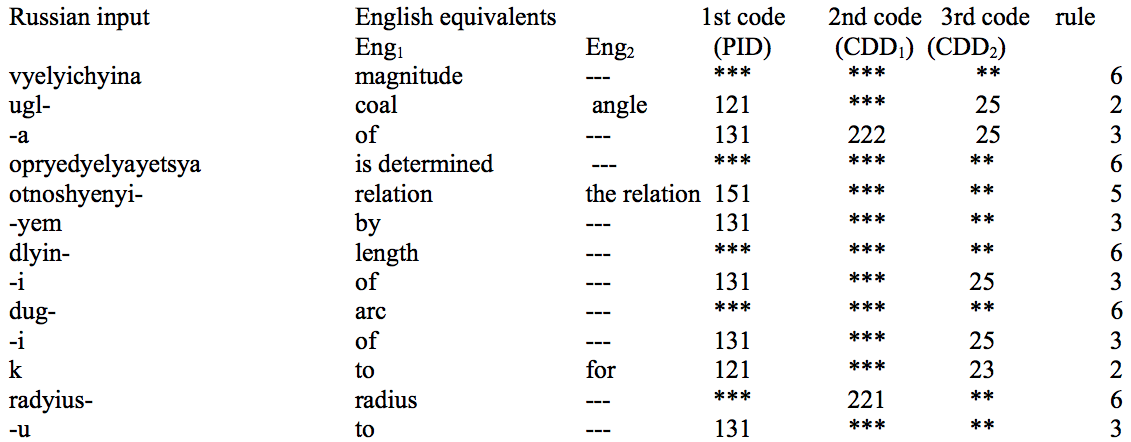 Russian input English equivalents 1st code 2nd code 3rd code rule
Eng₁ Eng₂ (PID) (CDD₁) (CDD₂)
vyelyichyina magnitude --- *** *** ** 6
ugl- coal angle 121 *** 25 2
-a of --- 131 222 25 3
opryedyelyayetsya is determined --- *** *** ** 6
otnoshyenyi- relation the relation 151 *** ** 5
-yem by --- 131 *** ** 3
dlyin- length --- *** *** ** 6
-i of --- 131 *** 25 3
dug- arc --- *** *** ** 6
-i of --- 131 *** 25 3
k to for 121 *** 23 2
radyius- radius --- *** 221 ** 6
-u to --- 131 *** ** 3